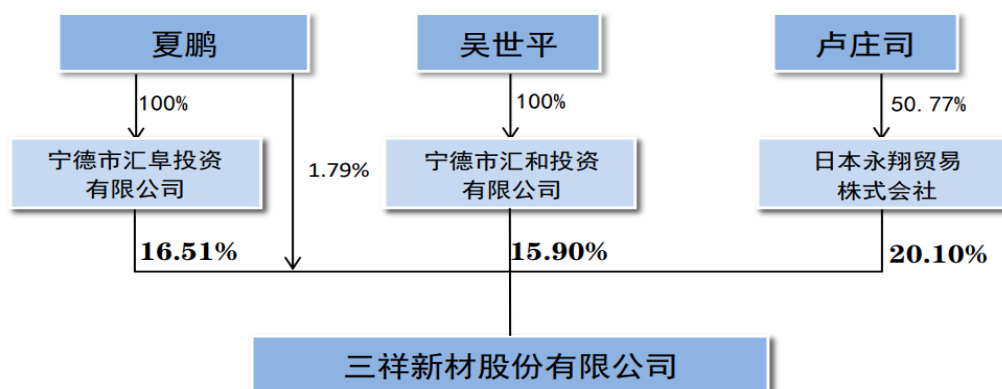 夏鹏
吴世平
卢庄司
100%
100%
50.77%
宁德市汇阜投资
有限公司
1.79%
宁德市汇和投资
有限公司
日本永翔贸易
株式会社
16.51%
15.90%
20.10%
三祥新材股份有限公司